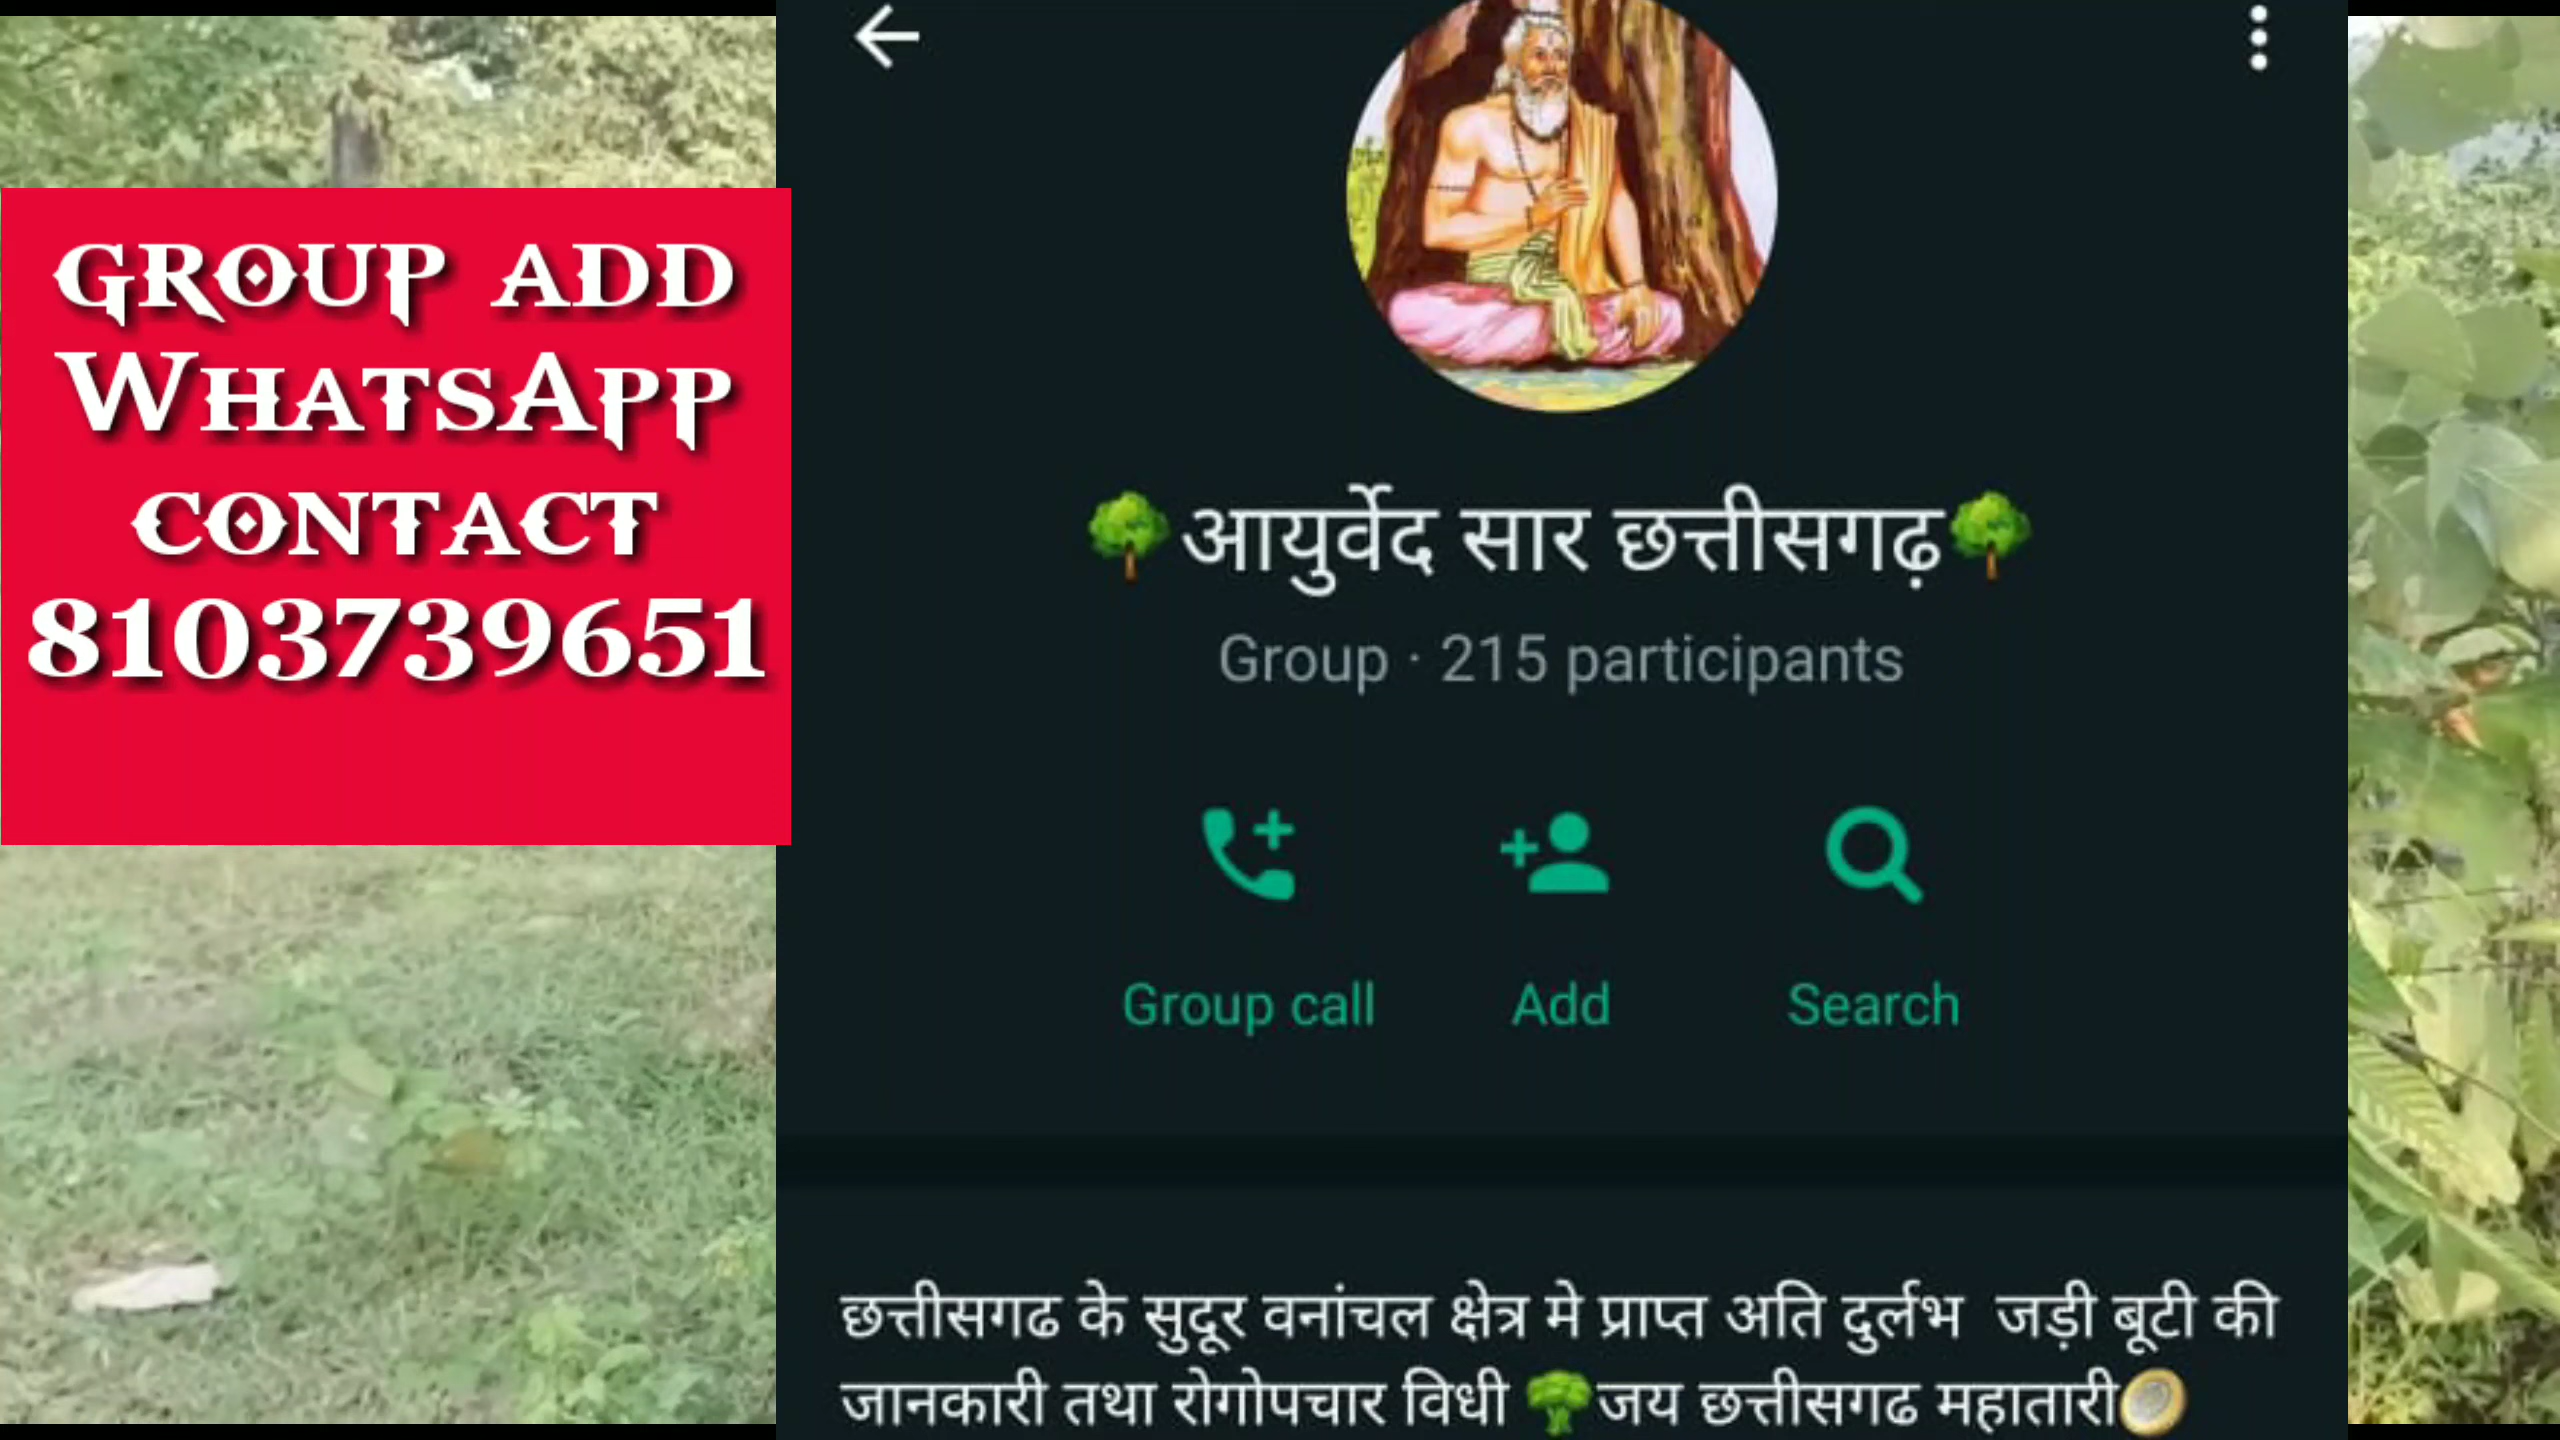 GROUP ADD
WHATSAPP
CONTACT
8103739651
🌳आयुर्वेद सार छत्तीसगढ़🌳
Group · 215 participants
Group call
Add
Search
छत्तीसगढ के सुदूर वनांचल क्षेत्र मे प्राप्त अति दुर्लभ जड़ी बूटी की
जानकारी तथा रोगोपचार विधी 🌳जय छत्तीसगढ महातारी🪙